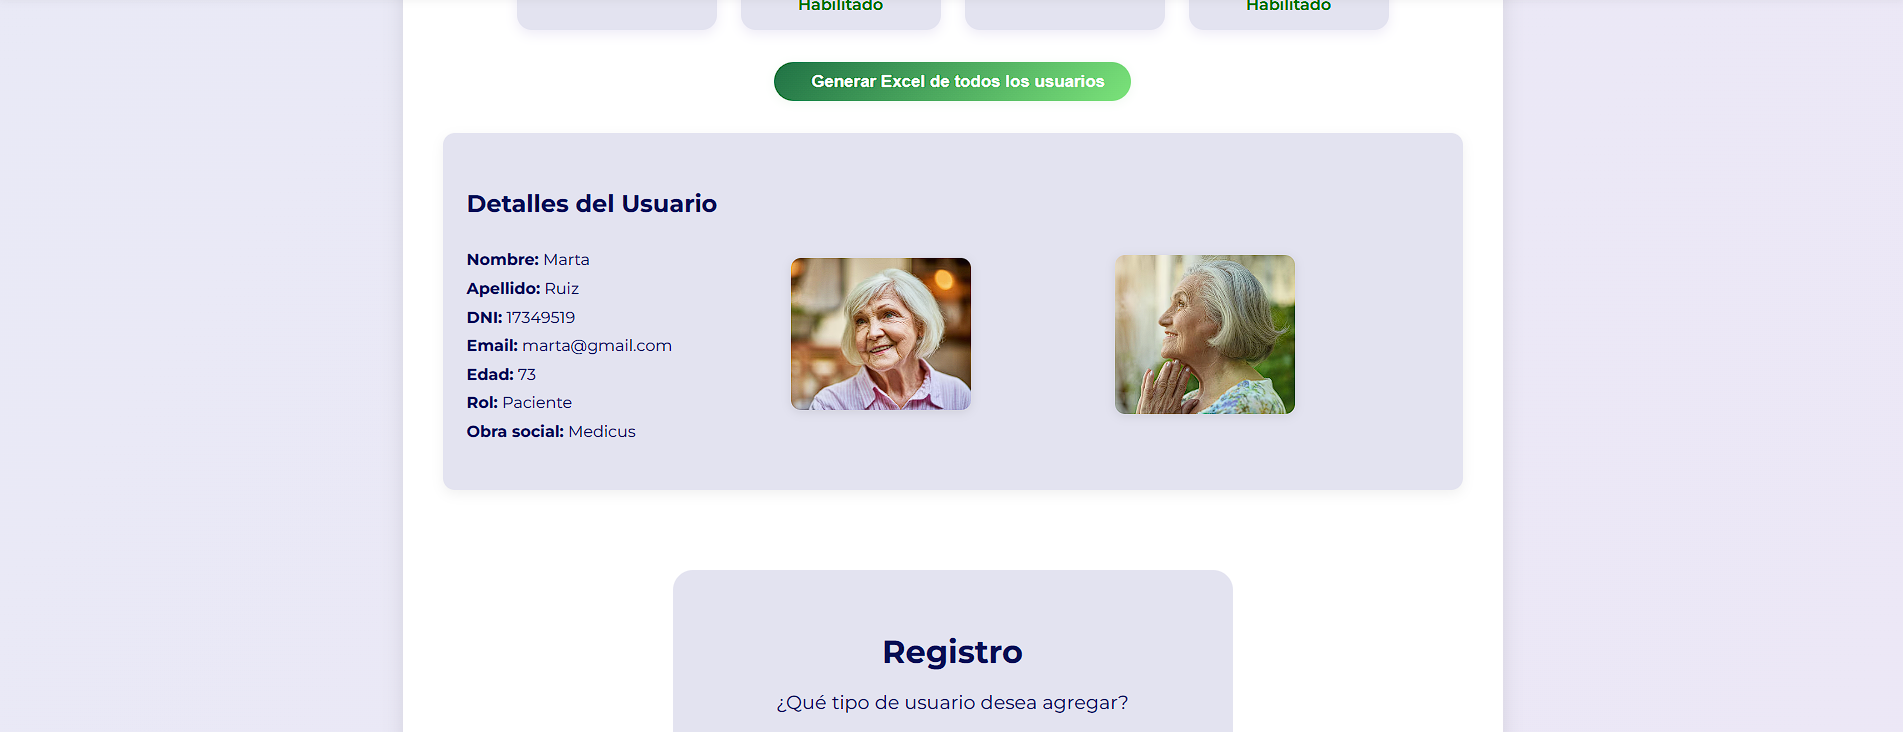 Habilitado Habilitado
Generar Excel de todos los usuarios
Detalles del Usuario
Nombre: Marta
Apellido: Ruiz
DNI: 17349519
Email: marta@gmail.com
Edad: 73
Rol: Paciente
Obra social: Medicus
Registro
¿Qué tipo de usuario desea agregar?